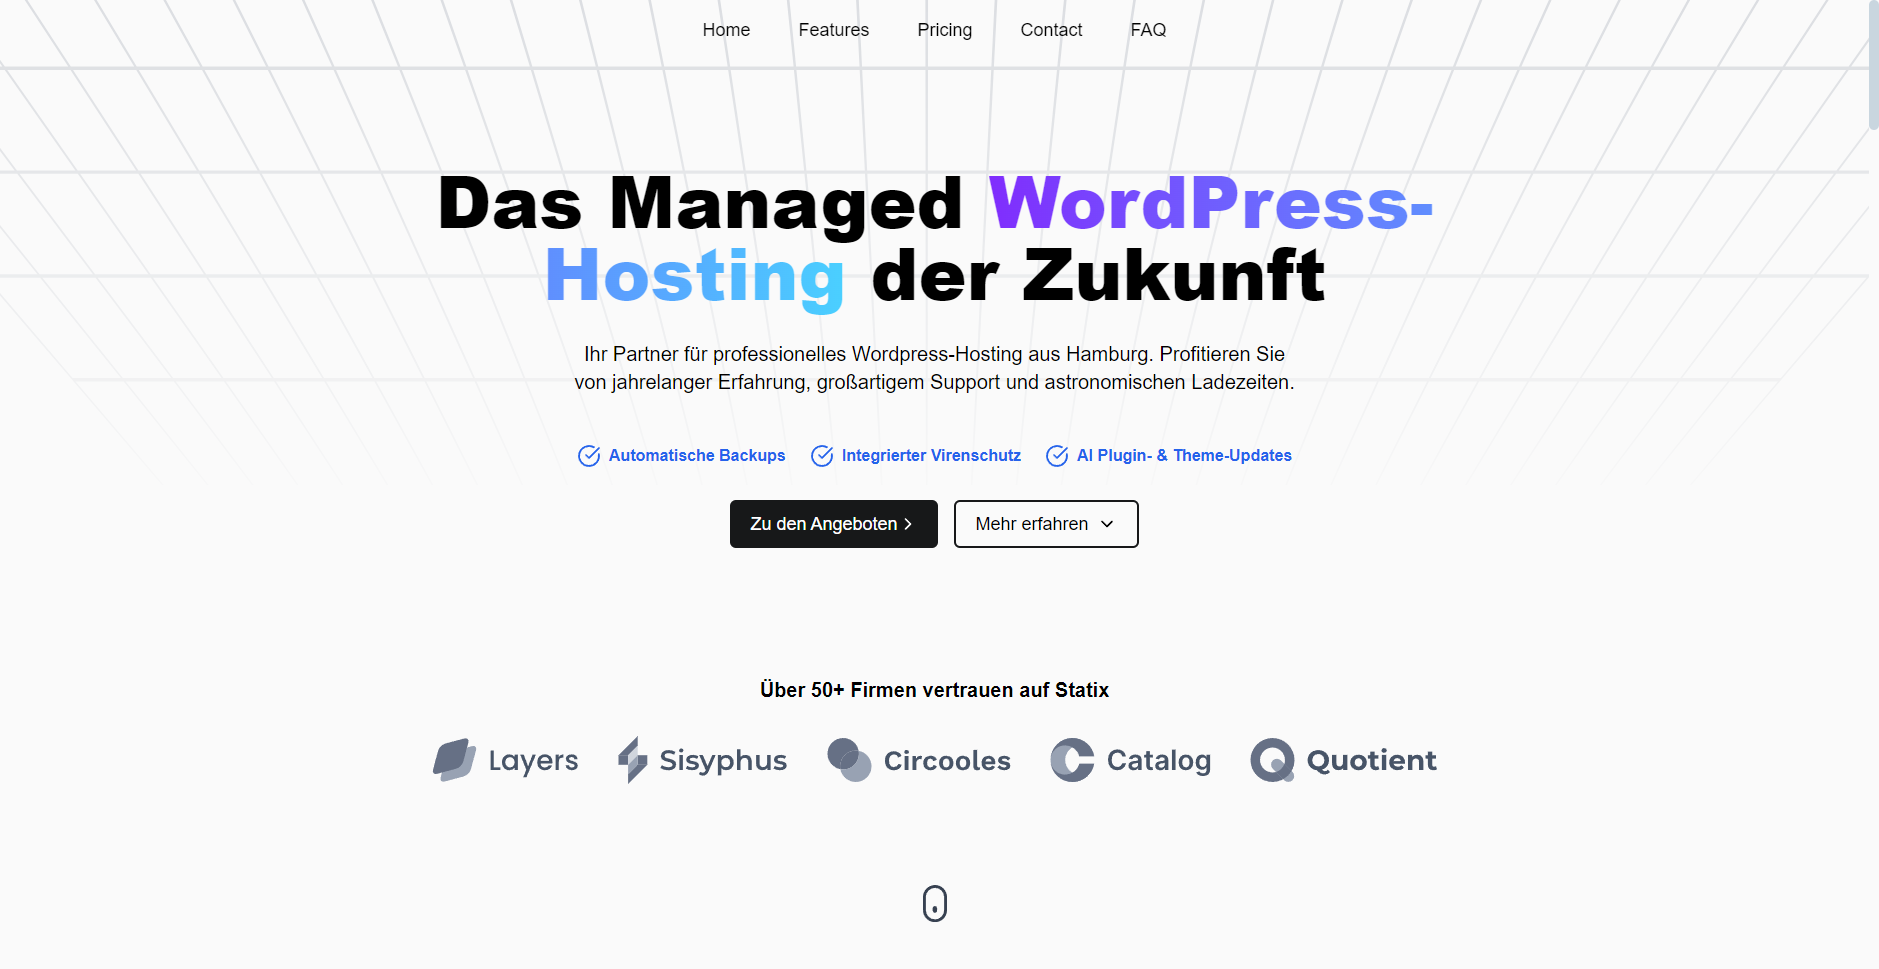 Home Features Pricing Contact FAQ
Das Managed WordPress-
Hosting der Zukunft
Ihr Partner für professionelles Wordpress-Hosting aus Hamburg. Profitieren Sie
von jahrelanger Erfahrung, großartigem Support und astronomischen Ladezeiten.
Automatische Backups Integrierter Virenschutz AI Plugin- & Theme-Updates
Zu den Angeboten Mehr erfahren
Über 50+ Firmen vertrauen auf Statix
Layers Sisyphus Circooles Catalog Quotient